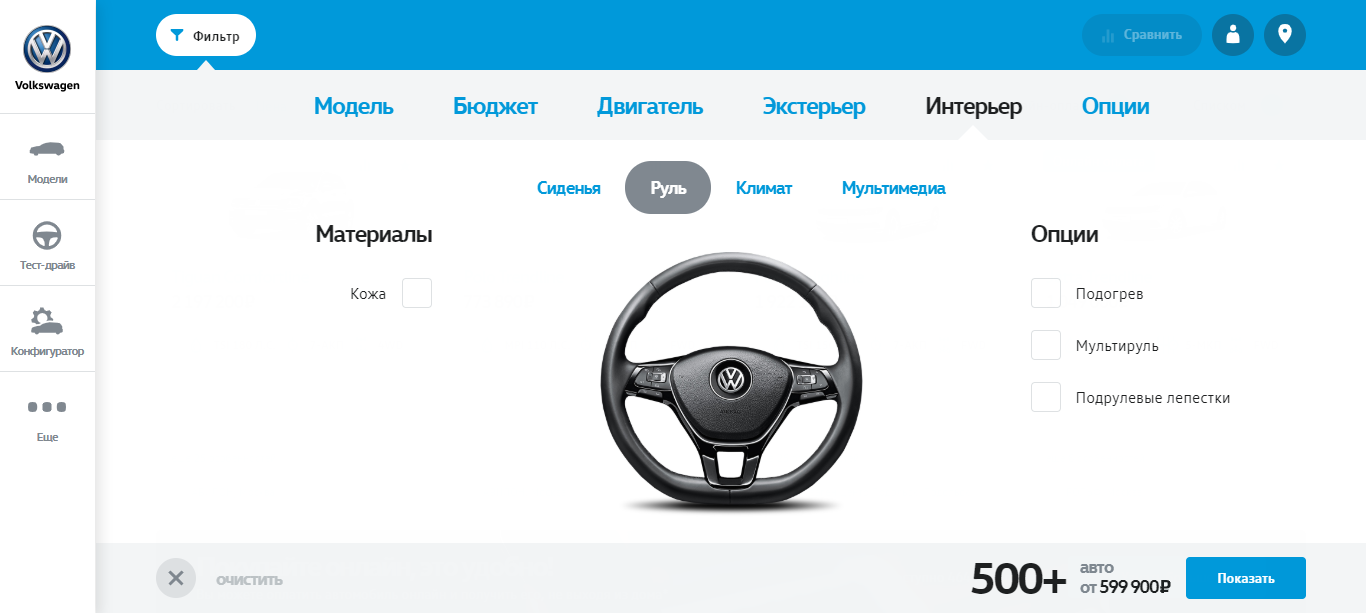 Volkswagen
Модели
Тест-драйв
Конфигуратор
Еще
Фильтр
Сравнить
Модель Бюджет Двигатель Экстерьер Интерьер Опции
Сиденья Руль Климат Мультимедиа
Материалы
Кожа
Опции
Подогрев
Мультируль
Подрулевые лепестки
очистить
500+
авто
от 599 900₽
Показать